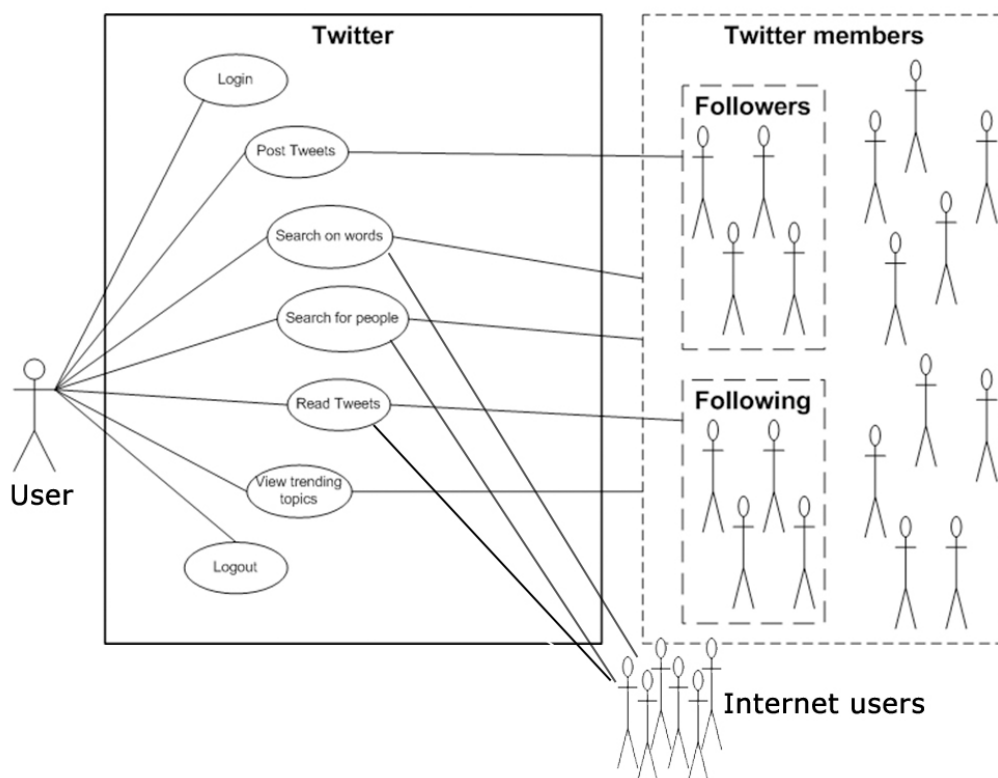 Twitter
Twitter members
Login
Followers
Post Tweets
Search on words
Search for people
Read Tweets
Following
User
View trending
topics
Logout
Internet users